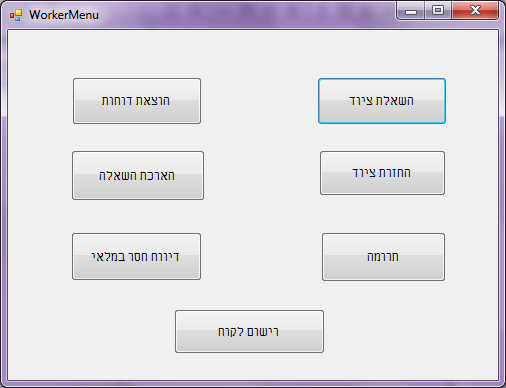 WorkerMenu
השאלת ציוד
הוצאת דוחות
החזרת ציוד
הארכת השאלה
תרומה
דיווח חסר במלאי
רישום לקוח